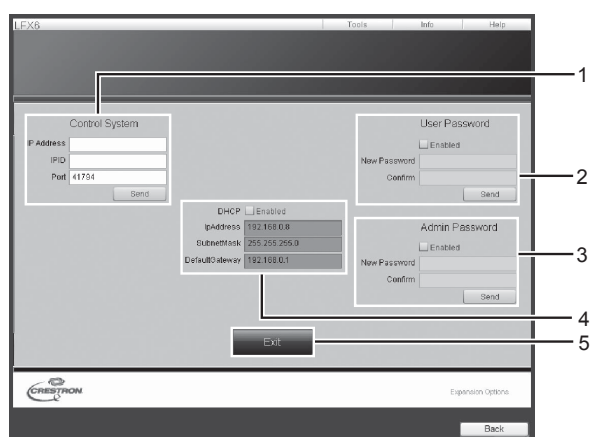 LFX6
Tools Info Help
1
Control System
IP Address
IPID
Port 41794
Send
User Password
Enabled
New Password
Confirm
Send
2
DHCP Enabled
IpAddress 192.168.0.8
SubnetMask 255.255.255.0
DefaultGateway 192.168.0.1
Admin Password
Enabled
New Password
Confirm
Send
3
4
Exit
5
CRESTRON
Expansion Options
Back